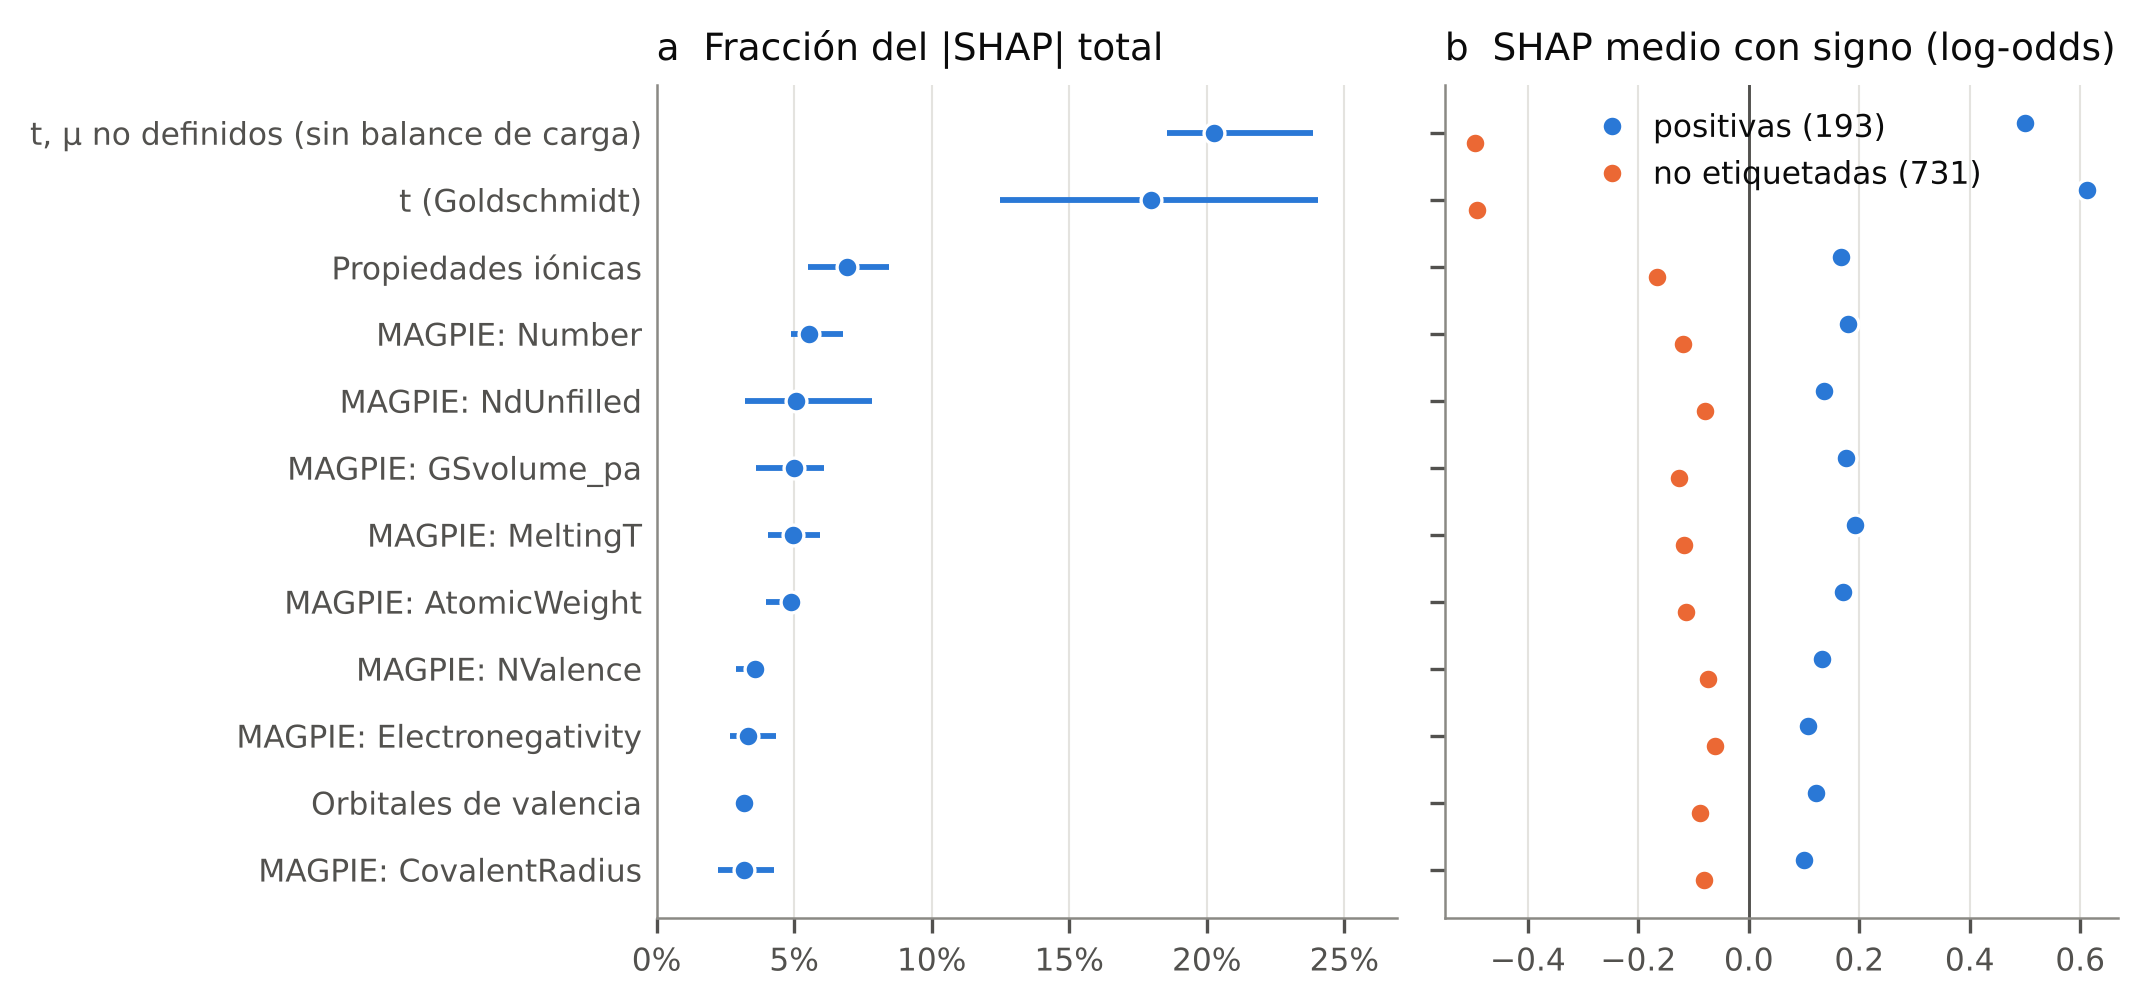 a Fracción del |SHAP| total
b SHAP medio con signo (log-odds)
t, μ no definidos (sin balance de carga)
t (Goldschmidt)
Propiedades iónicas
MAGPIE: Number
MAGPIE: NdUnfilled
MAGPIE: GSvolume_pa
MAGPIE: MeltingT
MAGPIE: AtomicWeight
MAGPIE: NValence
MAGPIE: Electronegativity
Orbitales de valencia
MAGPIE: CovalentRadius
0% 5% 10% 15% 20% 25%
positivas (193)
no etiquetadas (731)
−0.4 −0.2 0.0 0.2 0.4 0.6